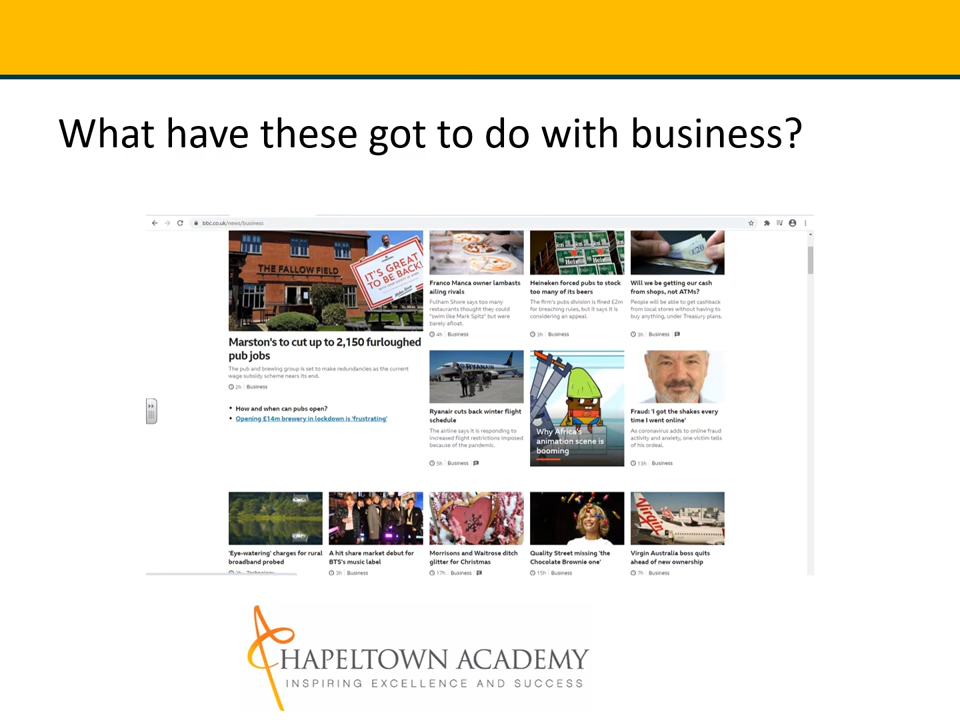 What have these got to do with business?
bbc.co.uk/news/business
THE FALLOW FIELD
IT'S GREAT
TO BE BACK!
Marston's to cut up to 2,150 furloughed
pub jobs
The pub and brewing group is set to make redundancies as the current
wage subsidy scheme nears its end.
2h Business
How and when can pubs open?
Opening £14m brewery in lockdown is 'frustrating'
Franco Manca owner lambasts
ailing rivals
Fulham Shore says too many
restaurants thought they could
"swim like Mark Spitz" but were
barely afloat.
4h Business
Heineken forced pubs to stock
too many of its beers
The firm's pubs division is fined £2m
for breaching rules, but it says it is
considering an appeal.
3h Business
£20
Will we be getting our cash
from shops, not ATMs?
People will be able to get cashback
from local stores without having to
buy anything, under Treasury plans.
3h Business
RYANAIR
Ryanair cuts back winter flight
schedule
The airline says it is responding to
increased flight restrictions imposed
because of the pandemic.
5h Business
Why Africa's
animation scene is
booming
Fraud: 'I got the shakes every
time I went online'
As coronavirus adds to online fraud
activity and anxiety, one victim tells
of his ordeal.
13h Business
'Eye-watering' charges for rural
broadband probed
Technology
A hit share market debut for
BTS's music label
3h Business
Morrisons and Waitrose ditch
glitter for Christmas
17h Business
Quality Street missing 'the
Chocolate Brownie one'
15h Business
Virgin
Virgin Australia boss quits
ahead of new ownership
7h Business
CHAPELTOWN ACADEMY
INSPIRING EXCELLENCE AND SUCCESS